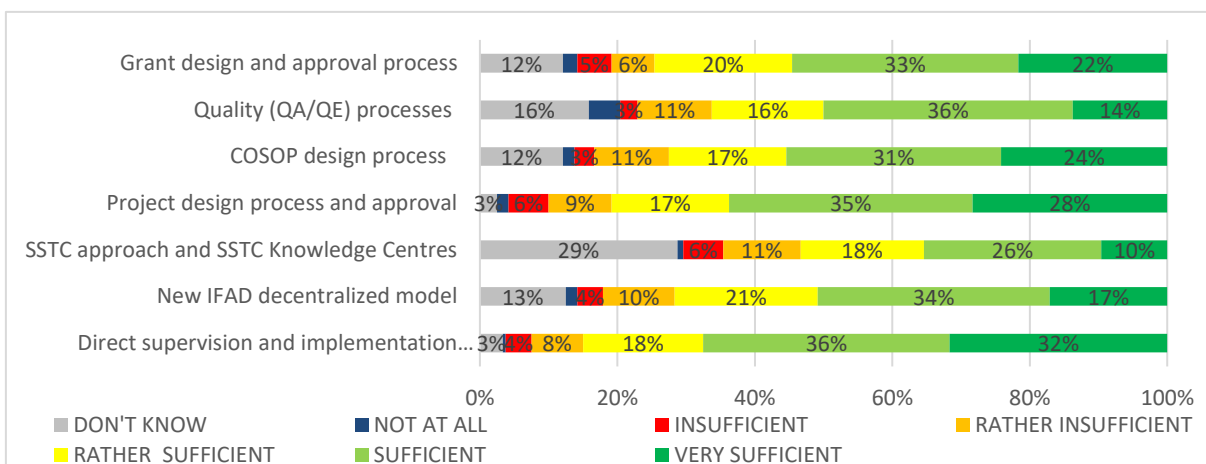 Grant design and approval process 12% 5% 6% 20% 33% 22%
Quality (QA/QE) processes 16% 3% 11% 16% 36% 14%
COSOP design process 12% 3% 11% 17% 31% 24%
Project design process and approval 3% 6% 9% 17% 35% 28%
SSTC approach and SSTC Knowledge Centres 29% 6% 11% 18% 26% 10%
New IFAD decentralized model 13% 4% 10% 21% 34% 17%
Direct supervision and implementation... 3% 4% 8% 18% 36% 32%
0% 20% 40% 60% 80% 100%
DON'T KNOW NOT AT ALL INSUFFICIENT RATHER INSUFFICIENT
RATHER SUFFICIENT SUFFICIENT VERY SUFFICIENT